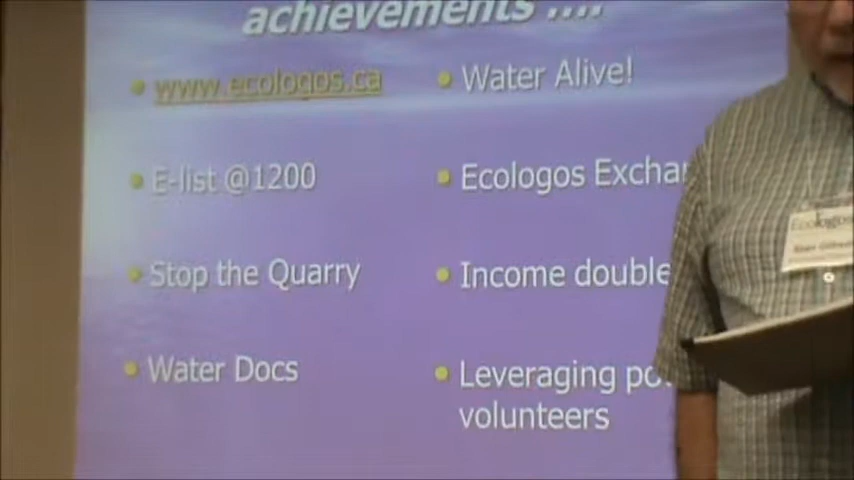 achievements ....
www.ecologos.ca
E-list @1200
Stop the Quarry
Water Docs
Water Alive!
Ecologos Exchan
Income double
Leveraging po
volunteers
Ecologos